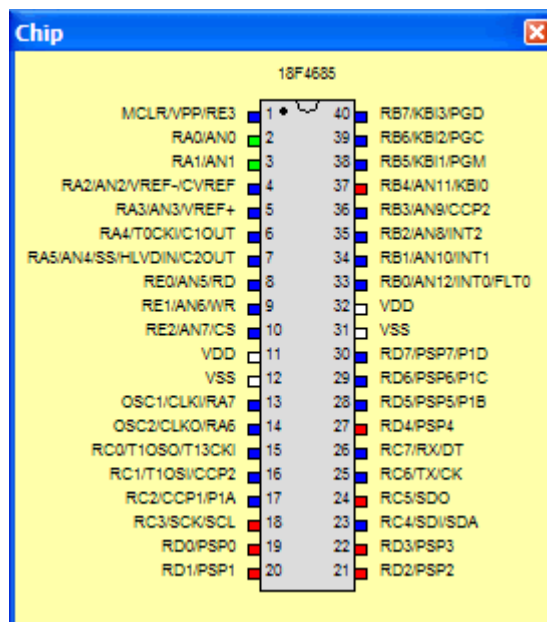 Chip
18F4685
MCLR/VPP/RE3 1 40 RB7/KBI3/PGD
RA0/AN0 2 39 RB6/KBI2/PGC
RA1/AN1 3 38 RB5/KBI1/PGM
RA2/AN2/VREF-/CVREF 4 37 RB4/AN11/KBI0
RA3/AN3/VREF+ 5 36 RB3/AN9/CCP2
RA4/T0CKI/C1OUT 6 35 RB2/AN8/INT2
RA5/AN4/SS/HLVDIN/C2OUT 7 34 RB1/AN10/INT1
RE0/AN5/RD 8 33 RB0/AN12/INT0/FLT0
RE1/AN6/WR 9 32 VDD
RE2/AN7/CS 10 31 VSS
VDD 11 30 RD7/PSP7/P1D
VSS 12 29 RD6/PSP6/P1C
OSC1/CLKI/RA7 13 28 RD5/PSP5/P1B
OSC2/CLKO/RA6 14 27 RD4/PSP4
RC0/T1OSO/T13CKI 15 26 RC7/RX/DT
RC1/T1OSI/CCP2 16 25 RC6/TX/CK
RC2/CCP1/P1A 17 24 RC5/SDO
RC3/SCK/SCL 18 23 RC4/SDI/SDA
RD0/PSP0 19 22 RD3/PSP3
RD1/PSP1 20 21 RD2/PSP2